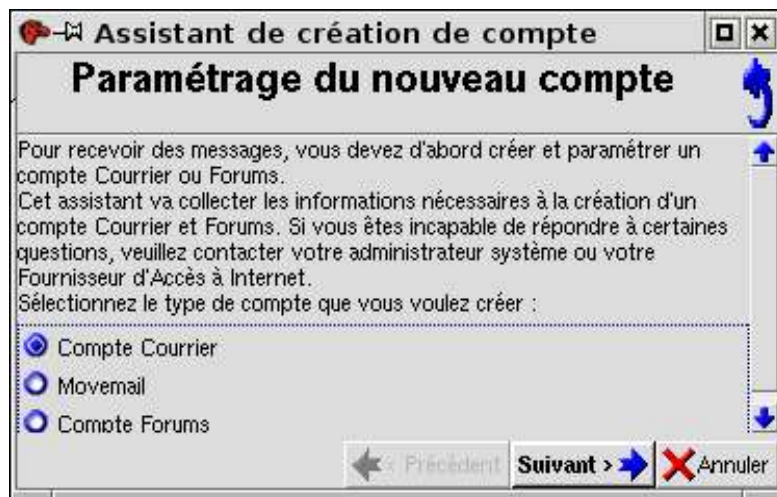 Assistant de création de compte
Paramétrage du nouveau compte
Pour recevoir des messages, vous devez d'abord créer et paramétrer un
compte Courrier ou Forums.
Cet assistant va collecter les informations nécessaires à la création d'un
compte Courrier et Forums. Si vous êtes incapable de répondre à certaines
questions, veuillez contacter votre administrateur système ou votre
Fournisseur d'Accès à Internet.
Sélectionnez le type de compte que vous voulez créer :
Compte Courrier
Movemail
Compte Forums
< Précédent Suivant > Annuler